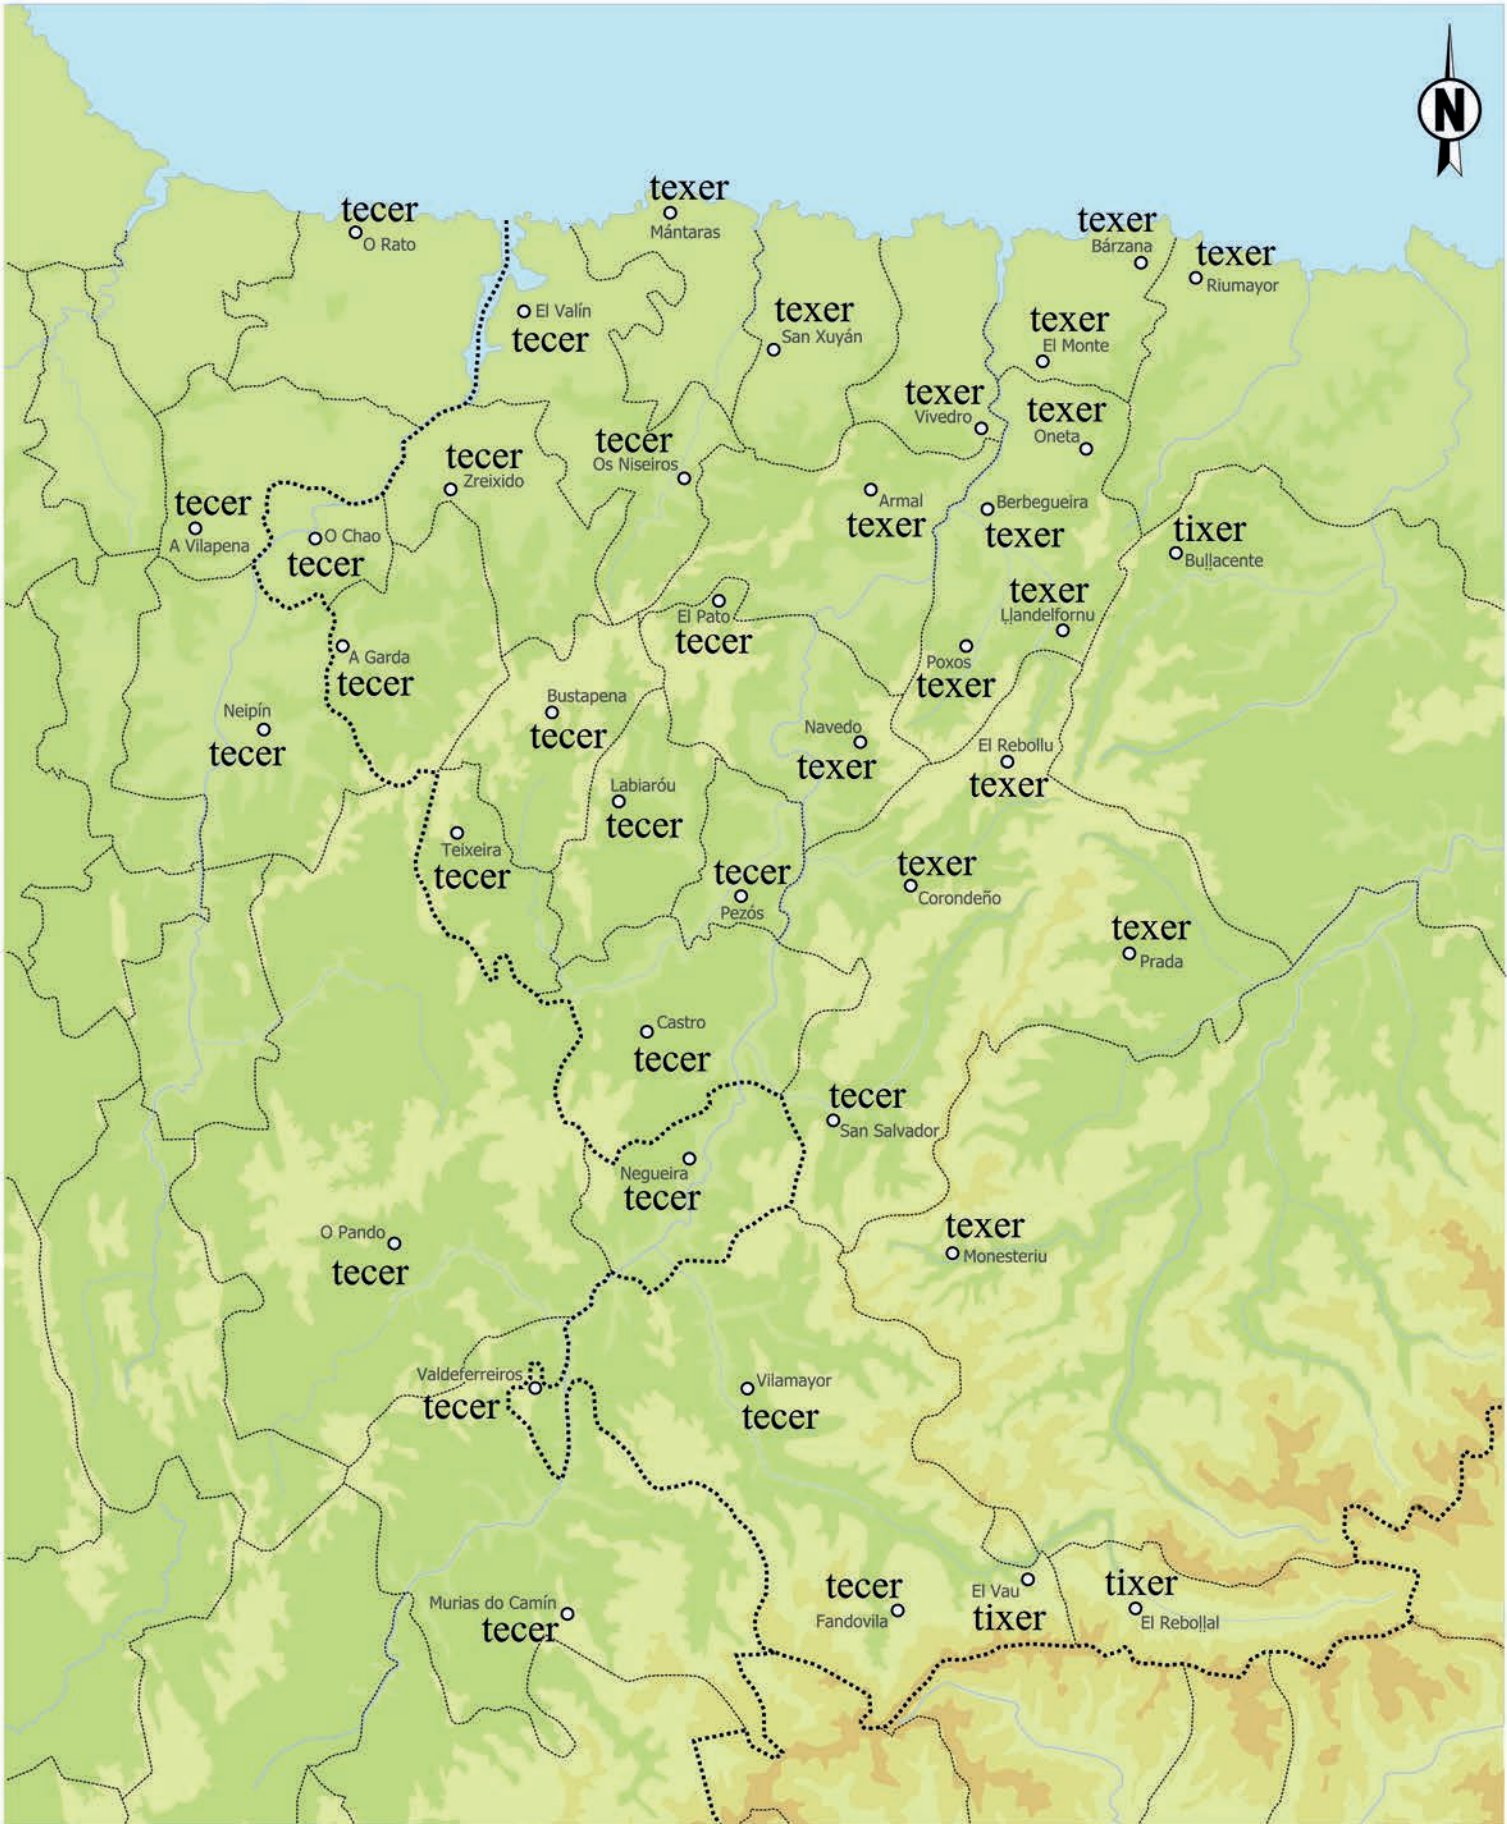 N
texer
Mántaras
tecer
O Rato
texer
Bárzana
texer
Riumayor
El Valín
tecer
texer
San Xuyán
texer
El Monte
texer
Vivedro
texer
Oneta
tecer
Os Niseiros
tecer
Zreixido
tecer
A Vilapena
O Chao
tecer
Armal
texer
Berbegueira
texer
tixer
Buḷḷacente
texer
Ḷḷandelfornu
El Pato
tecer
A Garda
tecer
Poxos
texer
Bustapena
tecer
Neipín
tecer
Navedo
texer
El Rebollu
texer
Labiaróu
tecer
Teixeira
tecer
tecer
Pezós
texer
Corondeño
texer
Prada
Castro
tecer
tecer
San Salvador
Negueira
tecer
O Pando
tecer
texer
Monesteriu
Valdeferreiros
tecer
Vilamayor
tecer
Murias do Camín
tecer
tecer
Fandovila
El Vau
tixer
tixer
El Reboḷḷal